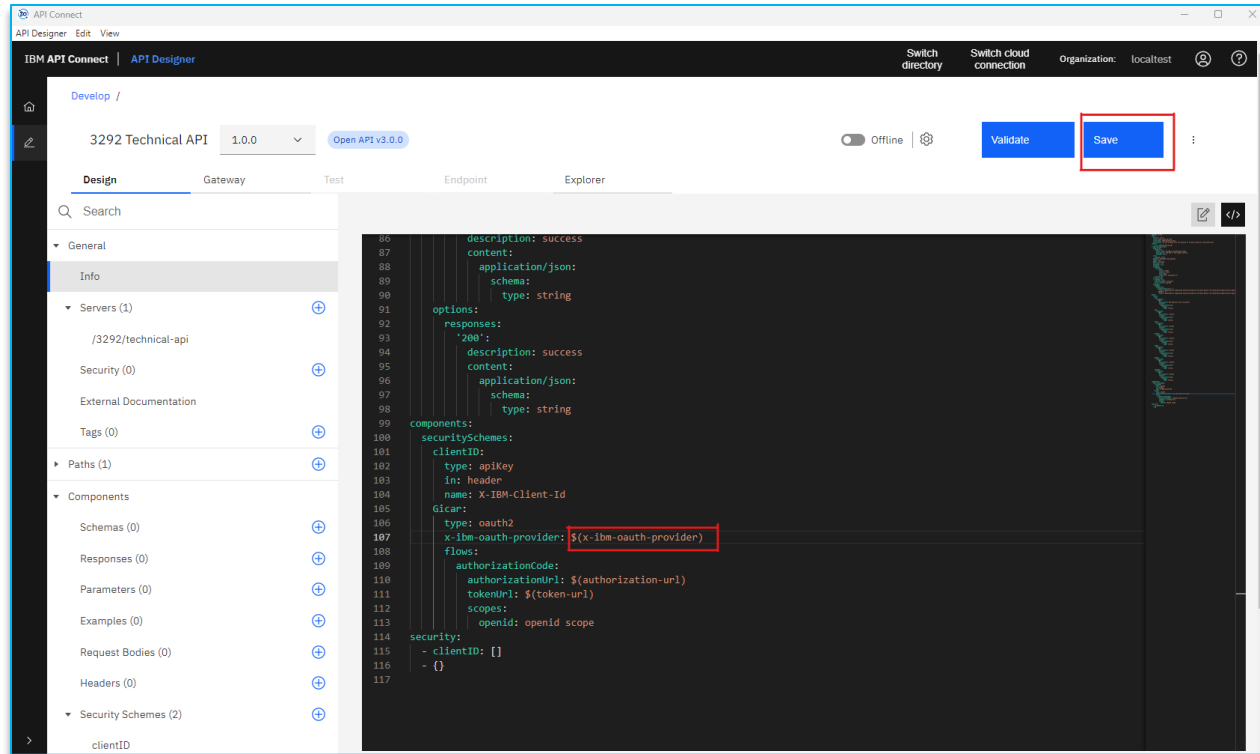 API Connect
API Designer Edit View
IBM API Connect | API Designer
Switch directory
Switch cloud connection
Organization: localtest
Develop /
3292 Technical API 1.0.0 Open API v3.0.0
Offline
Validate
Save
Design Gateway Test Endpoint Explorer
Search
General
Info
Servers (1)
/3292/technical-api
Security (0)
External Documentation
Tags (0)
Paths (1)
Components
Schemas (0)
Responses (0)
Parameters (0)
Examples (0)
Request Bodies (0)
Headers (0)
Security Schemes (2)
clientID
86 description: success
87 content:
88 application/json:
89 schema:
90 type: string
91 options:
92 responses:
93 '200':
94 description: success
95 content:
96 application/json:
97 schema:
98 type: string
99 components:
100 securitySchemes:
101 clientID:
102 type: apiKey
103 in: header
104 name: X-IBM-Client-Id
105 Gicar:
106 type: oauth2
107 x-ibm-oauth-provider: $(x-ibm-oauth-provider)
108 flows:
109 authorizationCode:
110 authorizationUrl: $(authorization-url)
111 tokenUrl: $(token-url)
112 scopes:
113 openid: openid scope
114 security:
115 - clientID: []
116 - {}
117